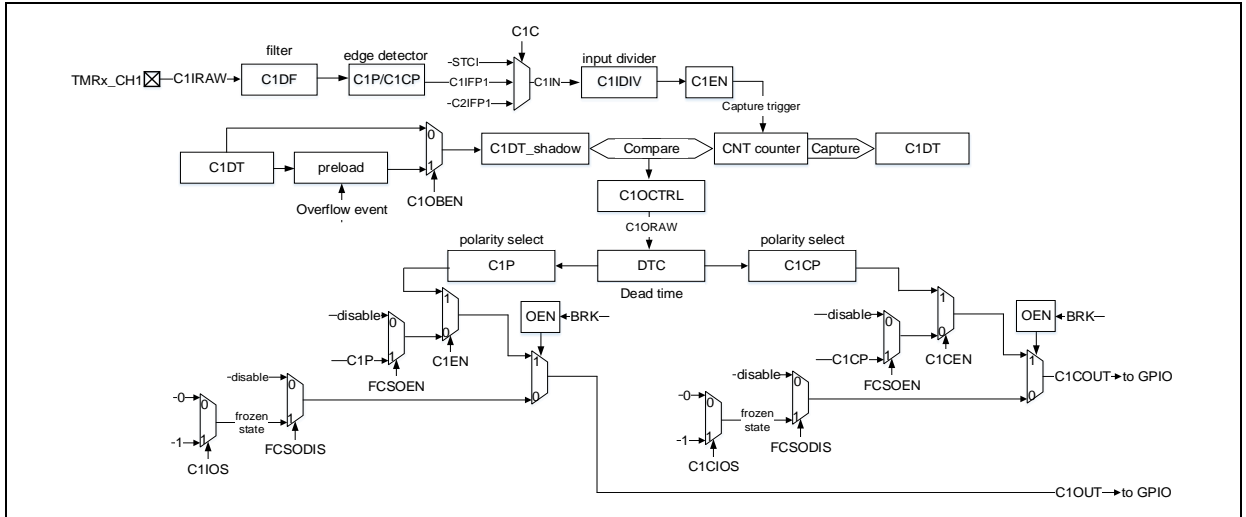 C1C
filter
edge detector
input divider
-STCI
TMRx_CH1
C1IRAW
C1DF
C1P/C1CP
C1IFP1
C1IN
C1IDIV
C1EN
-C2IFP1
Capture trigger
0
C1DT
preload
1
C1DT_shadow
Compare
CNT counter
Capture
C1DT
C1OBEN
Overflow event
C1OCTRL
C1ORAW
polarity select
polarity select
C1P
DTC
C1CP
Dead time
1
OEN
BRK
disable
0
0
C1P
1
C1EN
FCSOEN
1
0
1
OEN
BRK
disable
0
0
C1CP
1
C1CEN
FCSOEN
1
0
C1COUT
to GPIO
-disable
0
-0
0
frozen
state
1
-1
1
FCSODIS
C1IOS
-disable
0
-0
0
frozen
state
1
-1
1
FCSODIS
C1CIOS
C1OUT
to GPIO